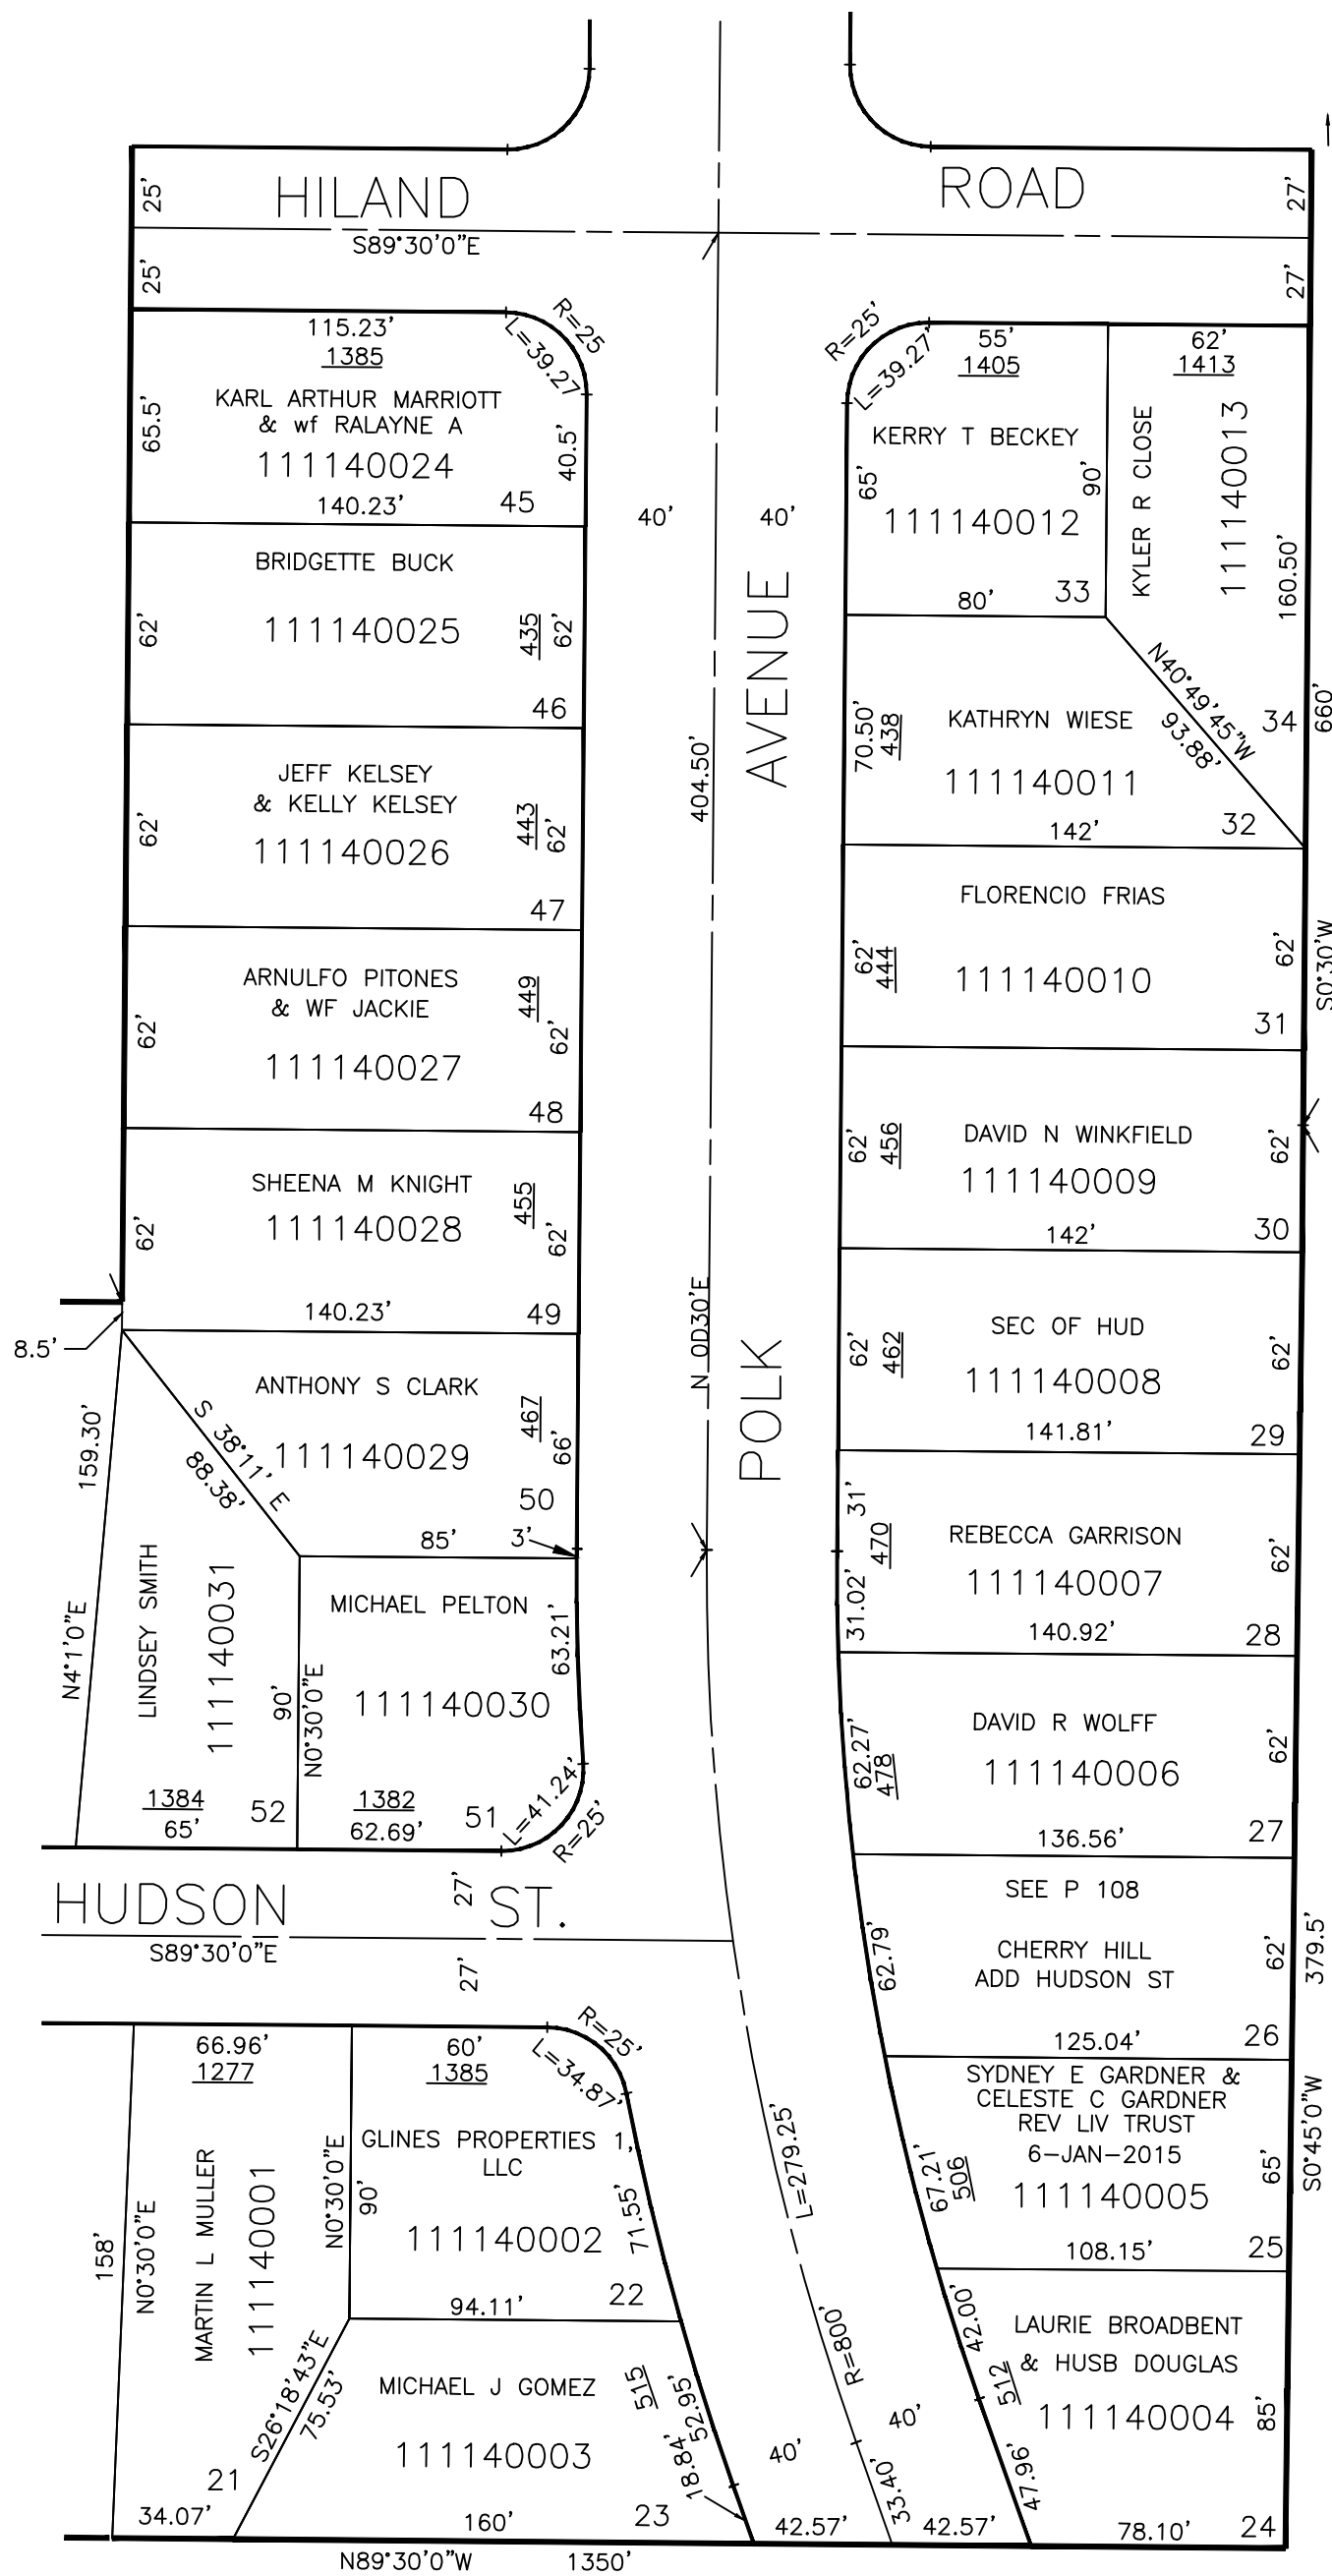 HILAND ROAD
25'
27'
S89°30'0"E
25'
27'
115.23'
1385
R=25
L=39.27'
KARL ARTHUR MARRIOTT
& wf RALAYNE A
111140024
65.5'
40.5'
140.23'
45
BRIDGETTE BUCK
111140025
62'
435
62'
46
JEFF KELSEY
& KELLY KELSEY
111140026
62'
443
62'
47
ARNULFO PITONES
& WF JACKIE
111140027
62'
449
62'
48
SHEENA M KNIGHT
111140028
62'
455
62'
140.23'
49
8.5'
ANTHONY S CLARK
111140029
467
66'
50
S 38°11' E
88.38'
85'
3'
159.30'
N4°1'0"E
LINDSEY SMITH
111140031
90'
N0°30'0"E
1384
65'
52
MICHAEL PELTON
63.21'
111140030
1382
62.69'
51
L=41.24'
R=25'
HUDSON ST.
27'
S89°30'0"E
27'
66.96'
1277
60'
1385
R=25'
L=34.87'
GLINES PROPERTIES 1,
LLC
111140002
N0°30'0"E
90'
71.55'
94.11'
22
158'
N0°30'0"E
MARTIN L MULLER
111140001
21
34.07'
S26°18'43"E
75.53'
MICHAEL J GOMEZ
111140003
515
52.95'
18.84'
160'
23
N89°30'0"W 1350'
40'
40'
404.50'
POLK AVENUE
N 0D30'E
L=279.25'
R=800'
40'
40'
33.40'
42.57'
42.57'
R=25'
L=39.27'
55'
1405
KERRY T BECKEY
65'
90'
111140012
80'
33
62'
1413
KYLER R CLOSE
111140013
160.50'
34
N40°49'45"W
93.88'
70.50'
438
KATHRYN WIESE
111140011
142'
32
660'
S0°30'W
FLORENCIO FRIAS
62'
444
111140010
62'
31
62'
456
DAVID N WINKFIELD
111140009
62'
142'
30
SEC OF HUD
62'
462
111140008
62'
141.81'
29
31'
470
31.02'
REBECCA GARRISON
111140007
62'
140.92'
28
DAVID R WOLFF
62.27'
478
111140006
62'
136.56'
27
SEE P 108
CHERRY HILL
ADD HUDSON ST
62.79'
62'
379.5'
125.04'
26
SYDNEY E GARDNER &
CELESTE C GARDNER
REV LIV TRUST
6-JAN-2015
111140005
67.21'
506
65'
S0°45'0"W
108.15'
25
42.00'
LAURIE BROADBENT
& HUSB DOUGLAS
512
111140004
85'
47.96'
78.10'
24